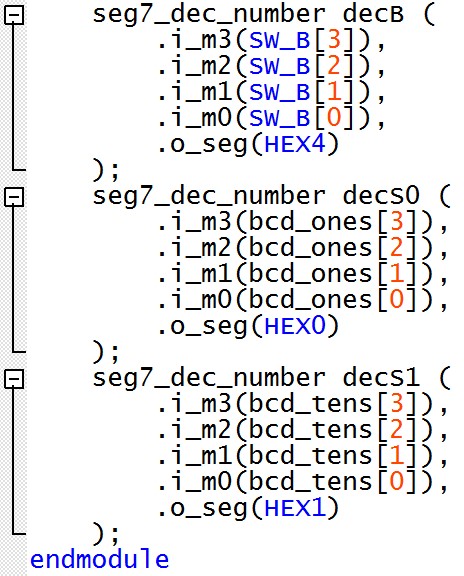 seg7_dec_number decB (
.i_m3(SW_B[3]),
.i_m2(SW_B[2]),
.i_m1(SW_B[1]),
.i_m0(SW_B[0]),
.o_seg(HEX4)
);
seg7_dec_number decS0 (
.i_m3(bcd_ones[3]),
.i_m2(bcd_ones[2]),
.i_m1(bcd_ones[1]),
.i_m0(bcd_ones[0]),
.o_seg(HEX0)
);
seg7_dec_number decS1 (
.i_m3(bcd_tens[3]),
.i_m2(bcd_tens[2]),
.i_m1(bcd_tens[1]),
.i_m0(bcd_tens[0]),
.o_seg(HEX1)
);
endmodule